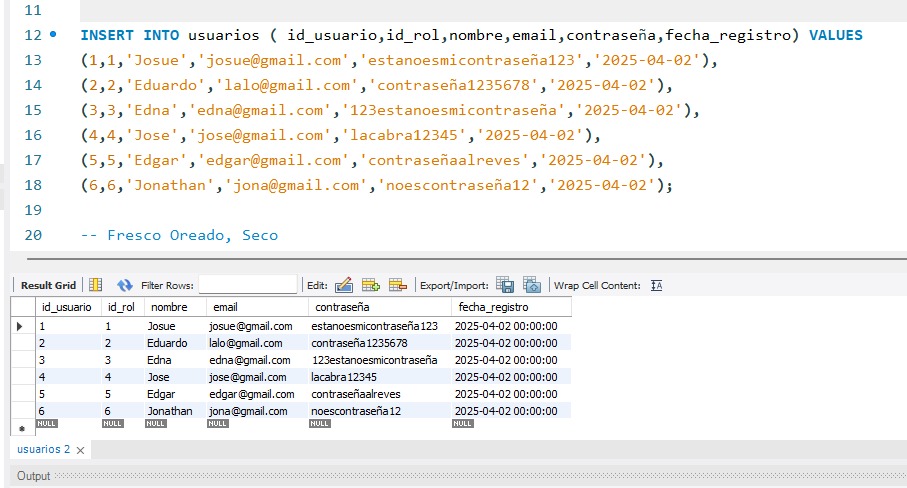 11
12 INSERT INTO usuarios ( id_usuario,id_rol,nombre,email,contraseña,fecha_registro) VALUES
13 (1,1,'Josue','josue@gmail.com','estanoesmicontraseña123','2025-04-02'),
14 (2,2,'Eduardo','lalo@gmail.com','contraseña1235678','2025-04-02'),
15 (3,3,'Edna','edna@gmail.com','123estanoesmicontraseña','2025-04-02'),
16 (4,4,'Jose','jose@gmail.com','lacabra12345','2025-04-02'),
17 (5,5,'Edgar','edgar@gmail.com','contraseñaalreves','2025-04-02'),
18 (6,6,'Jonathan','jona@gmail.com','noescontraseña12','2025-04-02');
19
20 -- Fresco Oreado, Seco
Result Grid Filter Rows: Edit: Export/Import: Wrap Cell Content: IA
id_usuario id_rol nombre email contraseña fecha_registro
1 1 Josue josue@gmail.com estanoesmicontraseña123 2025-04-02 00:00:00
2 2 Eduardo lalo@gmail.com contraseña1235678 2025-04-02 00:00:00
3 3 Edna edna@gmail.com 123estanoesmicontraseña 2025-04-02 00:00:00
4 4 Jose jose@gmail.com lacabra12345 2025-04-02 00:00:00
5 5 Edgar edgar@gmail.com contraseñaalreves 2025-04-02 00:00:00
6 6 Jonathan jona@gmail.com noescontraseña12 2025-04-02 00:00:00
NULL NULL NULL NULL NULL NULL
usuarios 2
Output